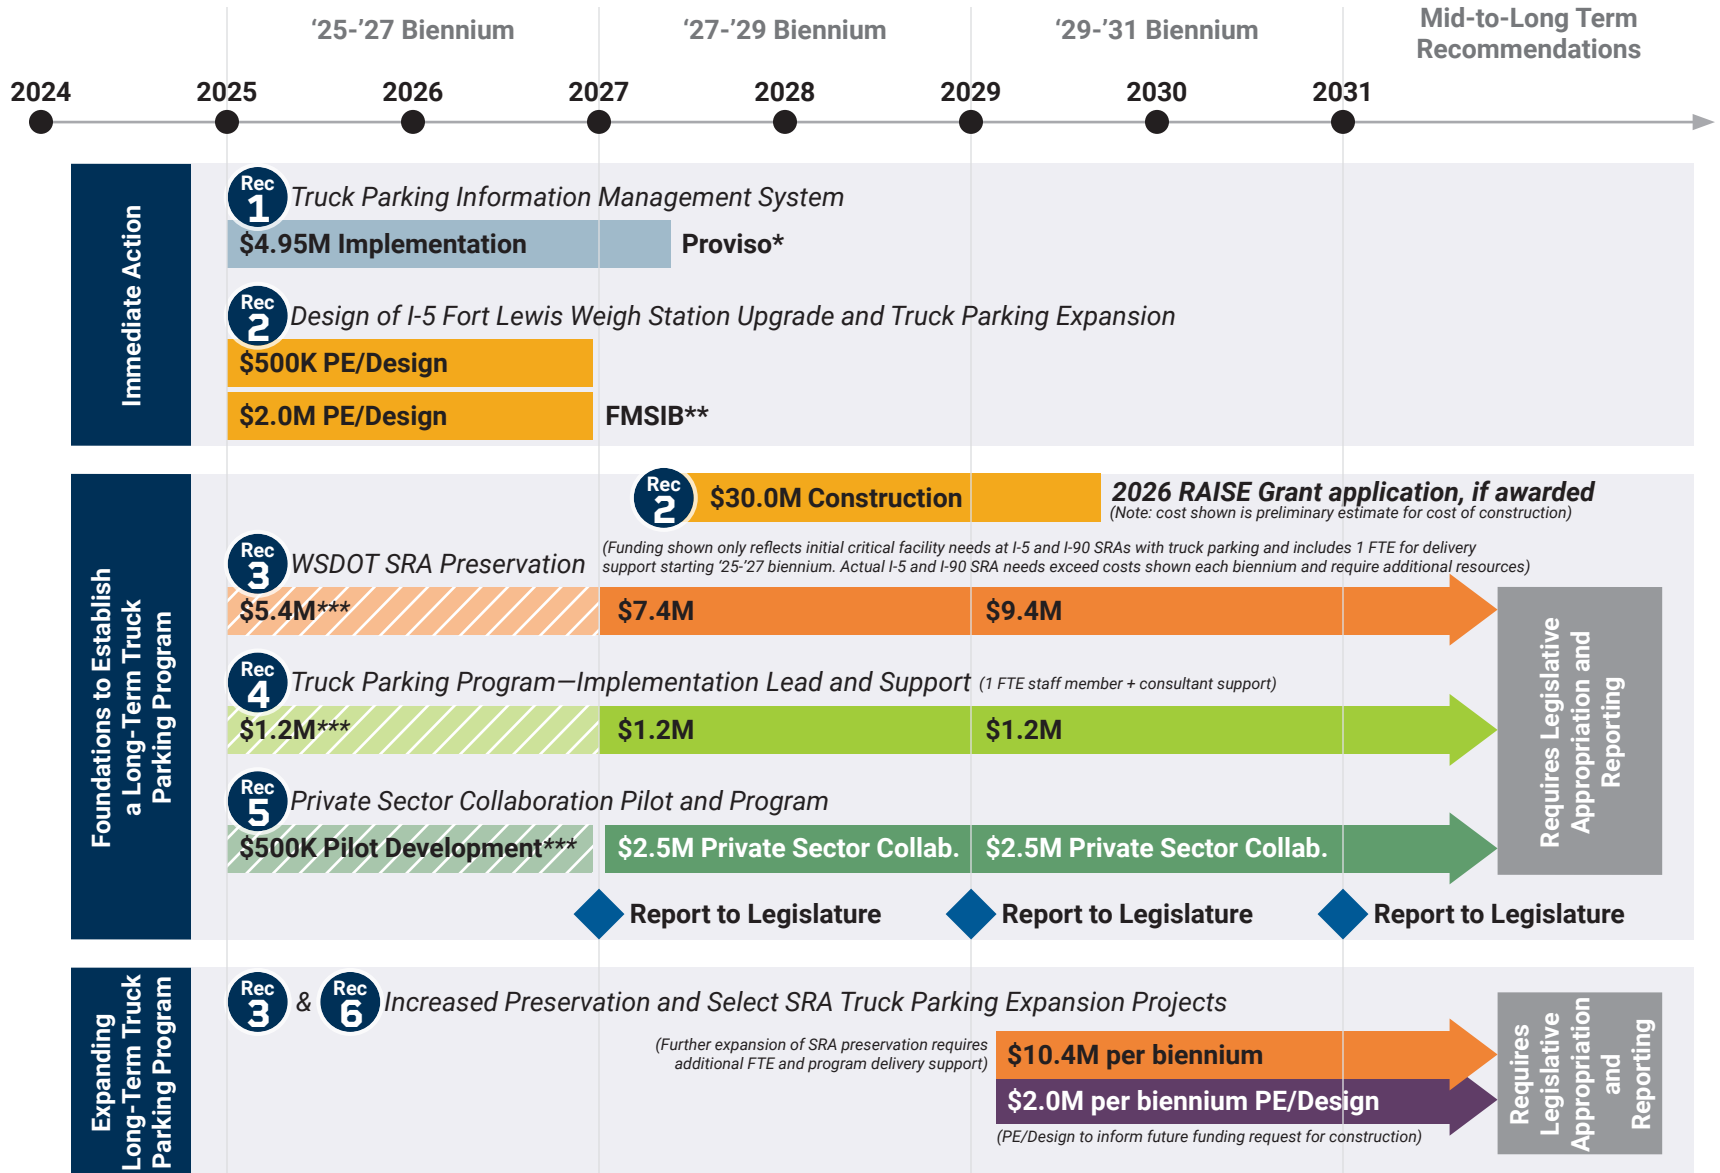 ‘25-’27 Biennium
‘27-’29 Biennium
‘29-’31 Biennium
Mid-to-Long Term
Recommendations
2024
2025
2026
2027
2028
2029
2030
2031
Immediate Action
Rec
1
Truck Parking Information Management System
$4.95M Implementation
Proviso*
Rec
2
Design of I-5 Fort Lewis Weigh Station Upgrade and Truck Parking Expansion
$500K PE/Design
$2.0M PE/Design
FMSIB**
Foundations to Establish
a Long-Term Truck
Parking Program
Rec
2
$30.0M Construction
2026 RAISE Grant application, if awarded
(Note: cost shown is preliminary estimate for cost of construction)
Rec
3
WSDOT SRA Preservation
(Funding shown only reflects initial critical facility needs at I-5 and I-90 SRAs with truck parking and includes 1 FTE for delivery
support starting ’25-’27 biennium. Actual I-5 and I-90 SRA needs exceed costs shown each biennium and require additional resources)
$5.4M***
$7.4M
$9.4M
Rec
4
Truck Parking Program—Implementation Lead and Support
(1 FTE staff member + consultant support)
$1.2M***
$1.2M
$1.2M
Rec
5
Private Sector Collaboration Pilot and Program
$500K Pilot Development***
$2.5M Private Sector Collab.
$2.5M Private Sector Collab.
Requires Legislative
Appropriation and
Reporting
Report to Legislature
Report to Legislature
Report to Legislature
Expanding
Long-Term Truck
Parking Program
Rec
3
&
Rec
6
Increased Preservation and Select SRA Truck Parking Expansion Projects
(Further expansion of SRA preservation requires
additional FTE and program delivery support)
$10.4M per biennium
$2.0M per biennium PE/Design
(PE/Design to inform future funding request for construction)
Requires
Legislative
Appropriation
and
Reporting